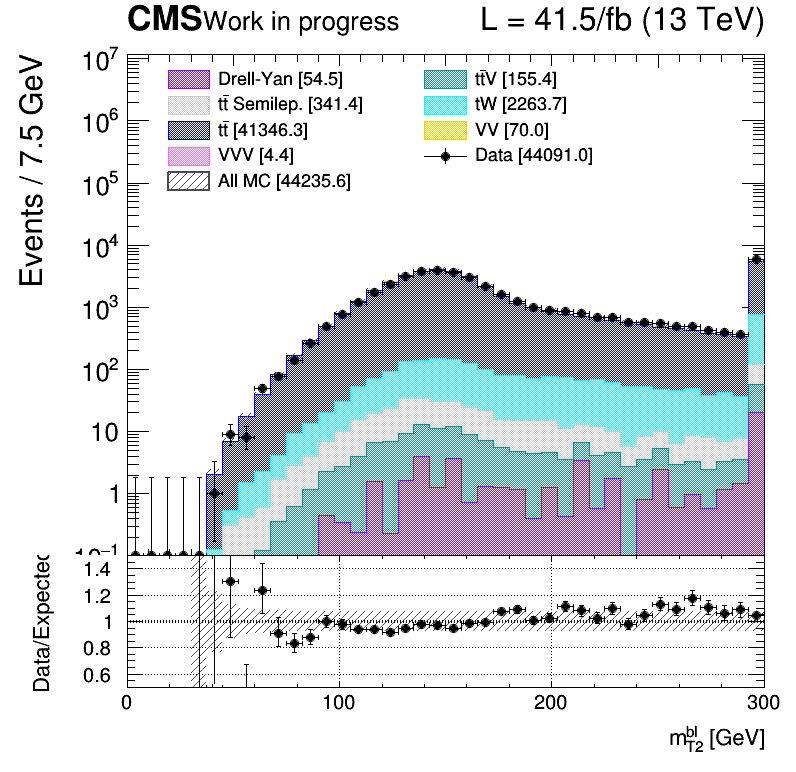 CMS Work in progress L = 41.5/fb (13 TeV)
Events / 7.5 GeV
10⁷
10⁶
10⁵
10⁴
10³
10²
10
1
10⁻¹
Drell-Yan [54.5]
tt̄ Semilep. [341.4]
tt̄ [41346.3]
VVV [4.4]
All MC [44235.6]
tt̄V [155.4]
tW [2263.7]
VV [70.0]
Data [44091.0]
Data/Expected
1.4
1.2
1
0.8
0.6
0 100 200 300
m_T2^bl [GeV]